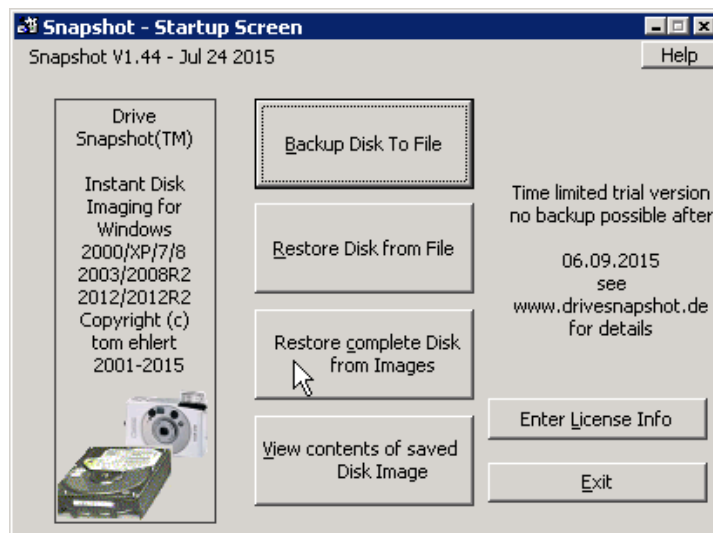 Snapshot - Startup Screen
Snapshot V1.44 - Jul 24 2015
Help
Drive
Snapshot(TM)
Instant Disk
Imaging for
Windows
2000/XP/7/8
2003/2008R2
2012/2012R2
Copyright (c)
tom ehlert
2001-2015
Backup Disk To File
Restore Disk from File
Restore complete Disk
from Images
View contents of saved
Disk Image
Time limited trial version
no backup possible after
06.09.2015
see
www.drivesnapshot.de
for details
Enter License Info
Exit